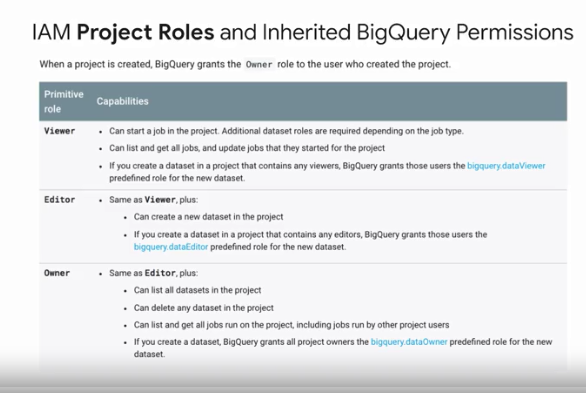 IAM Project Roles and Inherited BigQuery Permissions
When a project is created, BigQuery grants the Owner role to the user who created the project.
Primitive role
Capabilities
Viewer
• Can start a job in the project. Additional dataset roles are required depending on the job type.
• Can list and get all jobs, and update jobs that they started for the project
• If you create a dataset in a project that contains any viewers, BigQuery grants those users the bigquery.dataViewer
predefined role for the new dataset.
Editor
• Same as Viewer, plus:
• Can create a new dataset in the project
• If you create a dataset in a project that contains any editors, BigQuery grants those users the
bigquery.dataEditor predefined role for the new dataset.
Owner
• Same as Editor, plus:
• Can list all datasets in the project
• Can delete any dataset in the project
• Can list and get all jobs run on the project, including jobs run by other project users
• If you create a dataset, BigQuery grants all project owners the bigquery.dataOwner predefined role for the new
dataset.